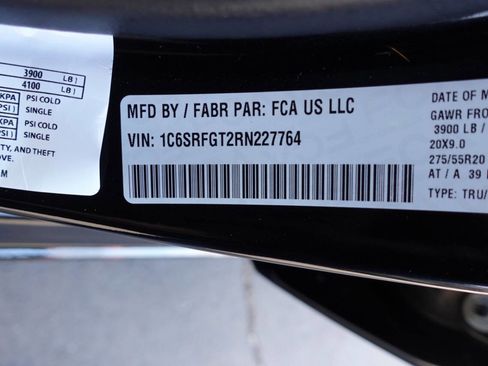 3900 LB)
4100 LB)
KPA PSI COLD
PSI) SINGLE
KPA PSI COLD
PSI) SINGLE
Y, AND THEFT
OVE.
M
MFD BY / FABR PAR: FCA US LLC
VIN: 1C6SRFGT2RN227764
DATE OF M
GAWR FRO
3900 LB /
20X9.0
275/55R20
AT / A 39
TYPE: TRU/